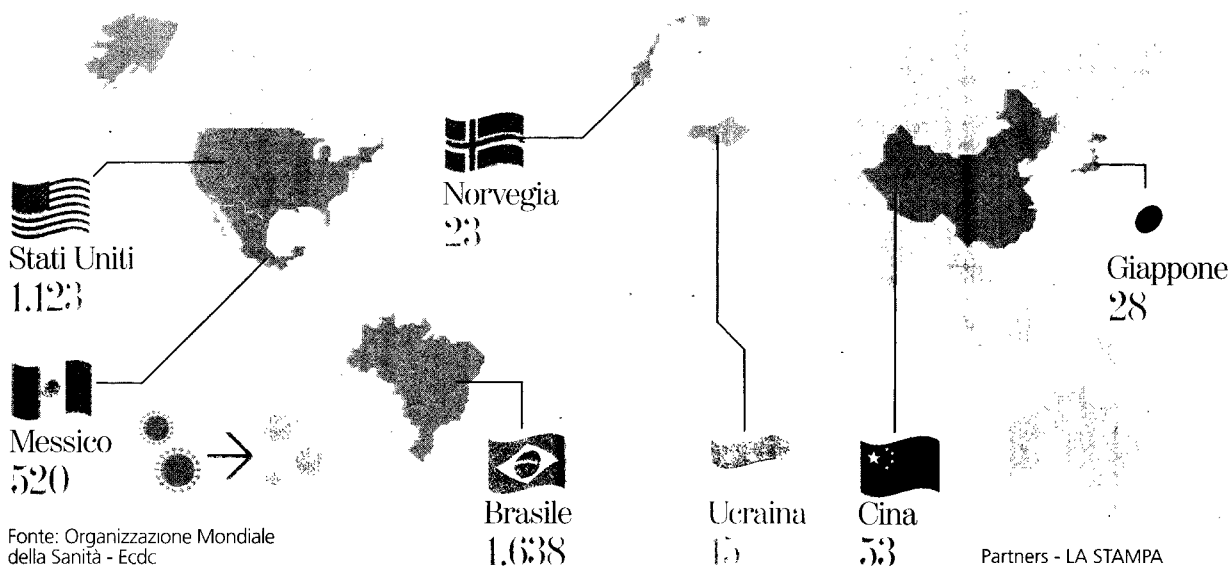 Stati Uniti
1.123
Norvegia
23
Giappone
28
Messico
520
Brasile
1.638
Ucraina
15
Cina
53
Fonte: Organizzazione Mondiale
della Sanità - Ecdc
Partners - LA STAMPA